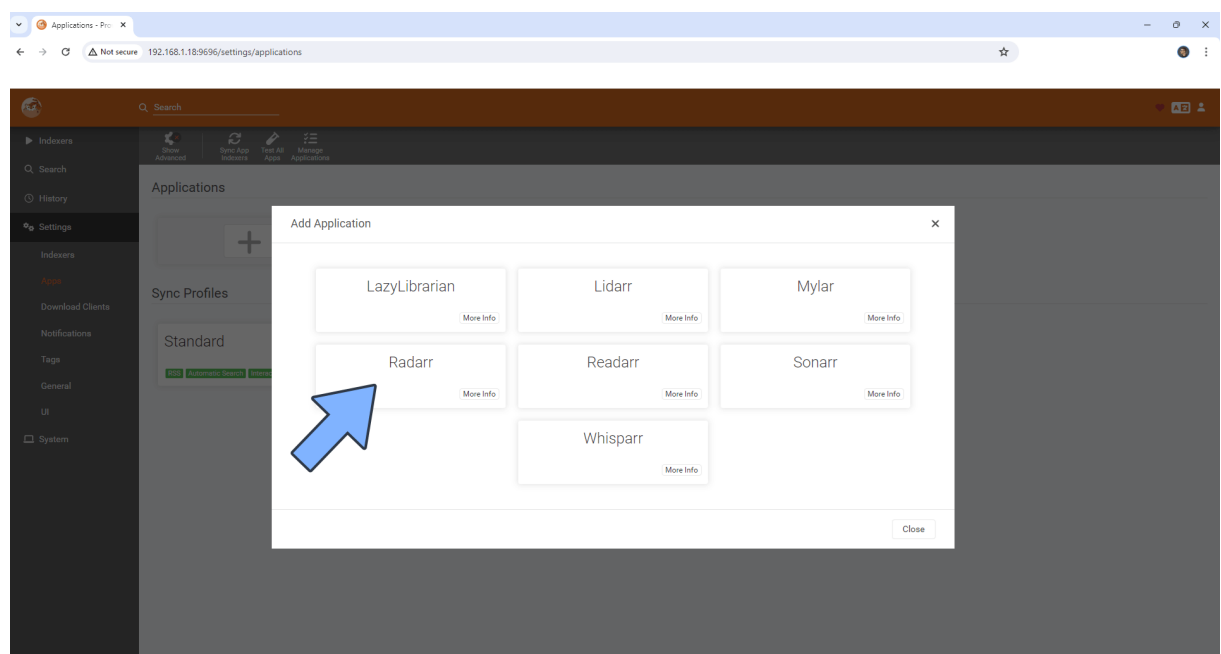 Applications - Pro
Not secure 192.168.1.18:9696/settings/applications
Search
Indexers
Search
History
Settings
Indexers
Apps
Download Clients
Notifications
Tags
General
UI
System
Show Advanced
Sync App Indexers
Test All Apps
Manage Applications
Applications
Sync Profiles
Standard
RSS Automatic Search
Add Application
LazyLibrarian
More Info
Lidarr
More Info
Mylar
More Info
Radarr
More Info
Readarr
More Info
Sonarr
More Info
Whisparr
More Info
Close